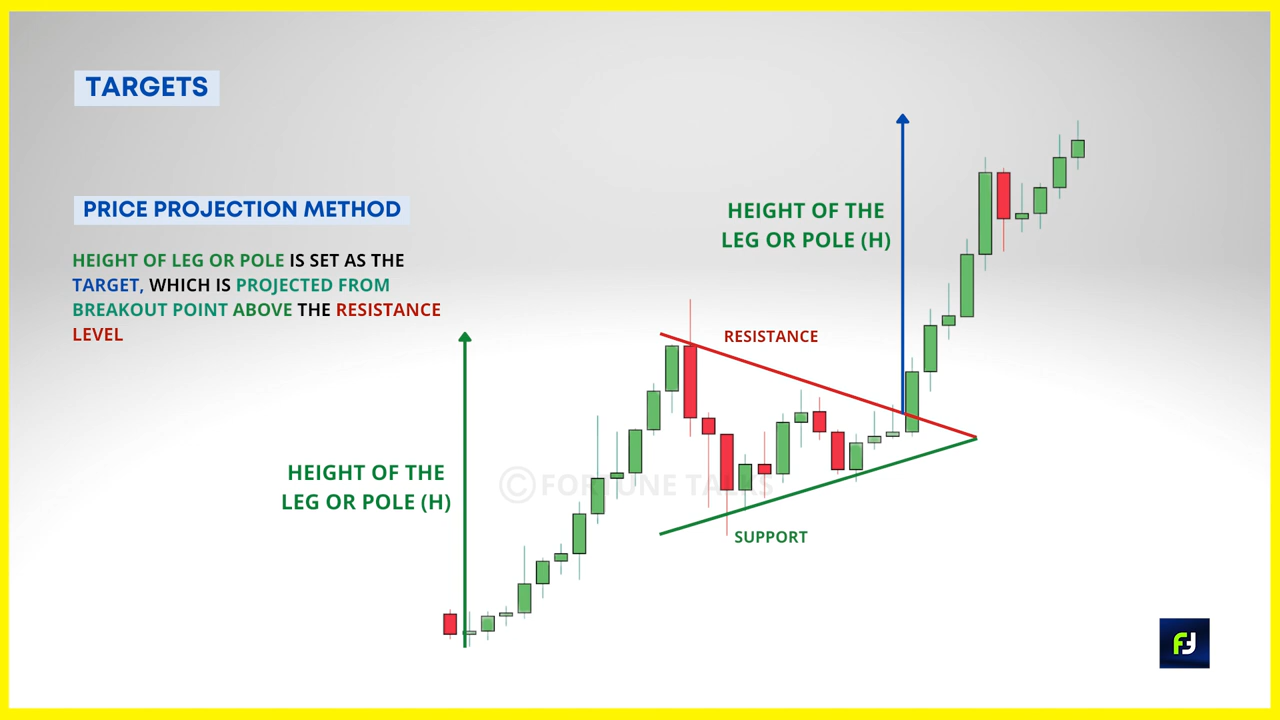 TARGETS
PRICE PROJECTION METHOD
HEIGHT OF LEG OR POLE IS SET AS THE
TARGET, WHICH IS PROJECTED FROM
BREAKOUT POINT ABOVE THE RESISTANCE
LEVEL
HEIGHT OF THE
LEG OR POLE (H)
RESISTANCE
HEIGHT OF THE
LEG OR POLE (H)
© FORTUNE TALKS
SUPPORT